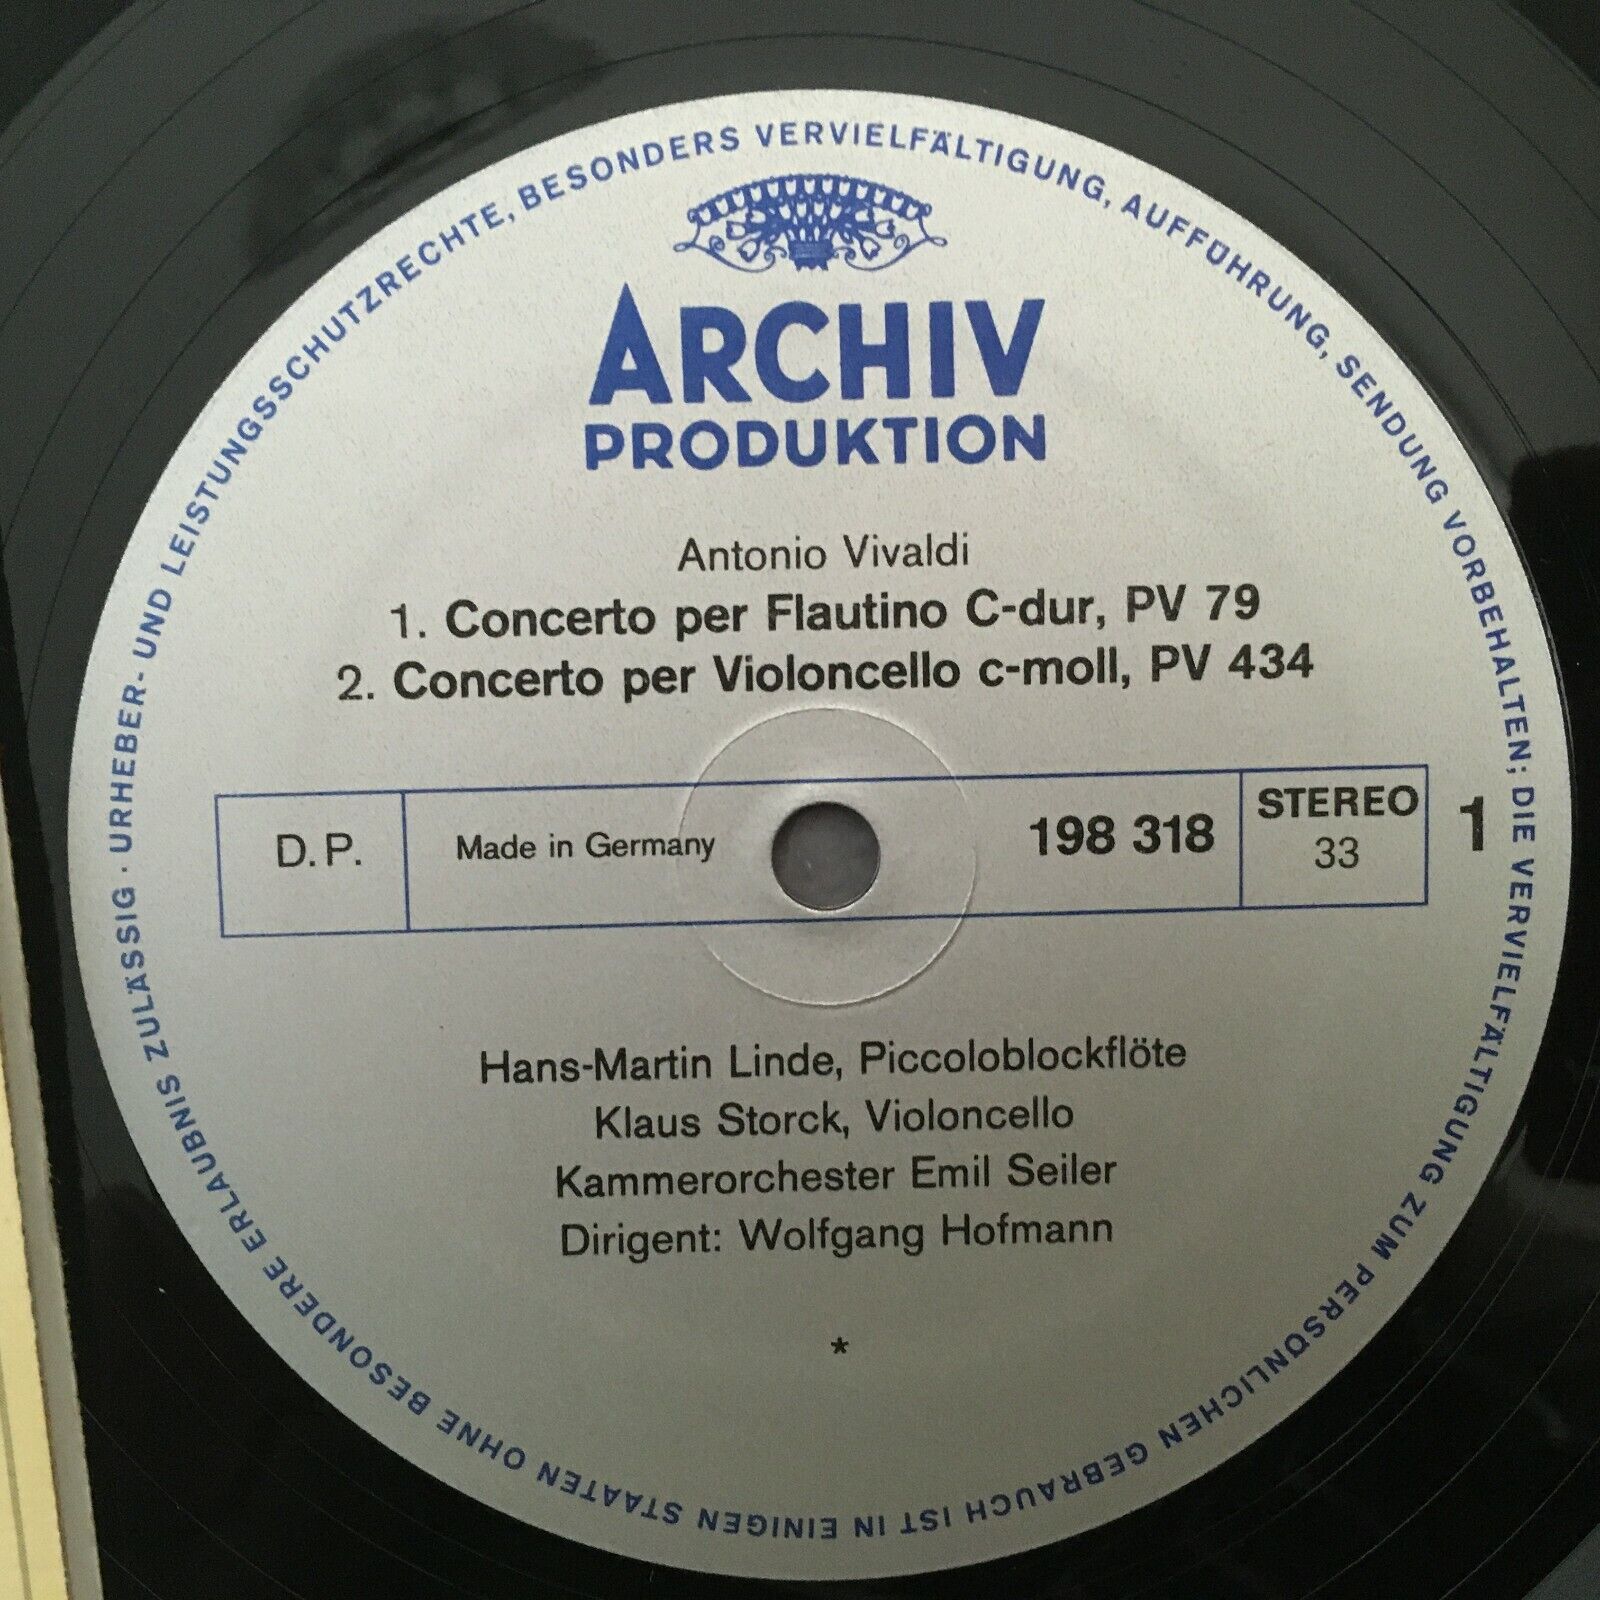 URHEBER- UND LEISTUNGSSCHUTZRECHTE, BESONDERS VERVIELFÄLTIGUNG, AUFFÜHRUNG, SENDUNG VORBEHALTEN; DIE VERVIELFÄLTIGUNG ZUM PERSÖNLICHEN GEBRAUCH IST IN EINIGEN STAATEN OHNE BESONDERE ERLAUBNIS ZULÄSSIG ·
ARCHIV
PRODUKTION
Antonio Vivaldi
1. Concerto per Flautino C-dur, PV 79
2. Concerto per Violoncello c-moll, PV 434
D.P. Made in Germany 198 318 STEREO 1
33
Hans-Martin Linde, Piccoloblockflöte
Klaus Storck, Violoncello
Kammerorchester Emil Seiler
Dirigent: Wolfgang Hofmann
*